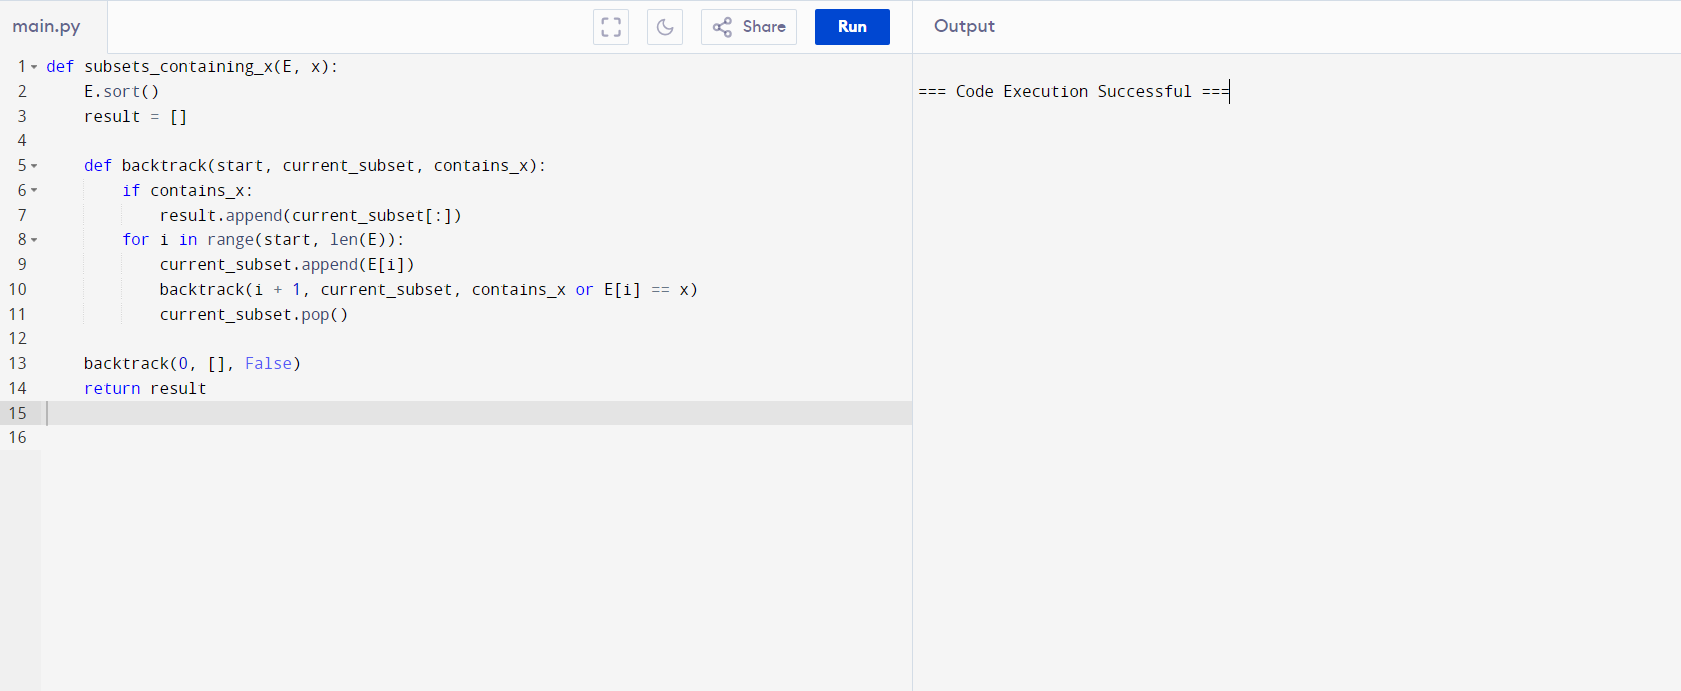 main.py
Share
Run
Output
1 def subsets_containing_x(E, x):
2     E.sort()
3     result = []
4
5     def backtrack(start, current_subset, contains_x):
6         if contains_x:
7             result.append(current_subset[:])
8         for i in range(start, len(E)):
9             current_subset.append(E[i])
10             backtrack(i + 1, current_subset, contains_x or E[i] == x)
11             current_subset.pop()
12
13     backtrack(0, [], False)
14     return result
15
16
=== Code Execution Successful ===